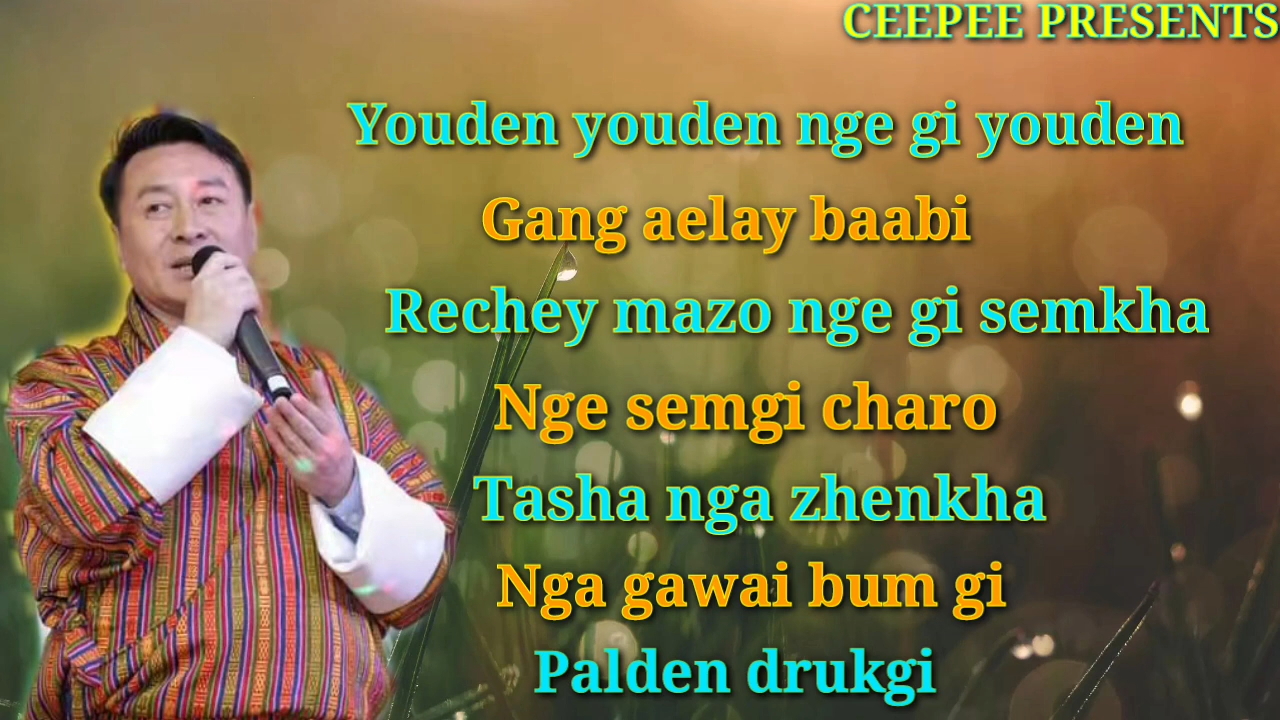 CEEPEE PRESENTS
Youden youden nge gi youden
Gang aelay baabi
Rechey mazo nge gi semkha
Nge semgi charo
Tasha nga zhenkha
Nga gawai bum gi
Palden drukgi